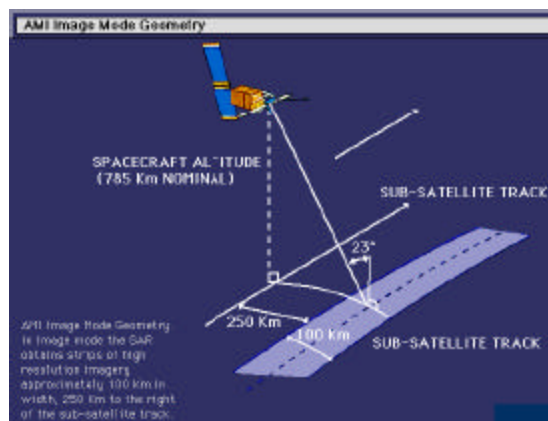 AMI Image Mode Geometry
SPACECRAFT AL"ITUDE
(785 Km NOMINAL)
SUB-SATELLITE TRACK
23°
250 Km
100 Km
SUB-SATELLITE TRACK
AMI Image Mode Geometry
In image mode the SAR
obtains strips of high
resolution imagery
approximately 100 km in
width, 250 Km to the right
of the sub-satellite track.